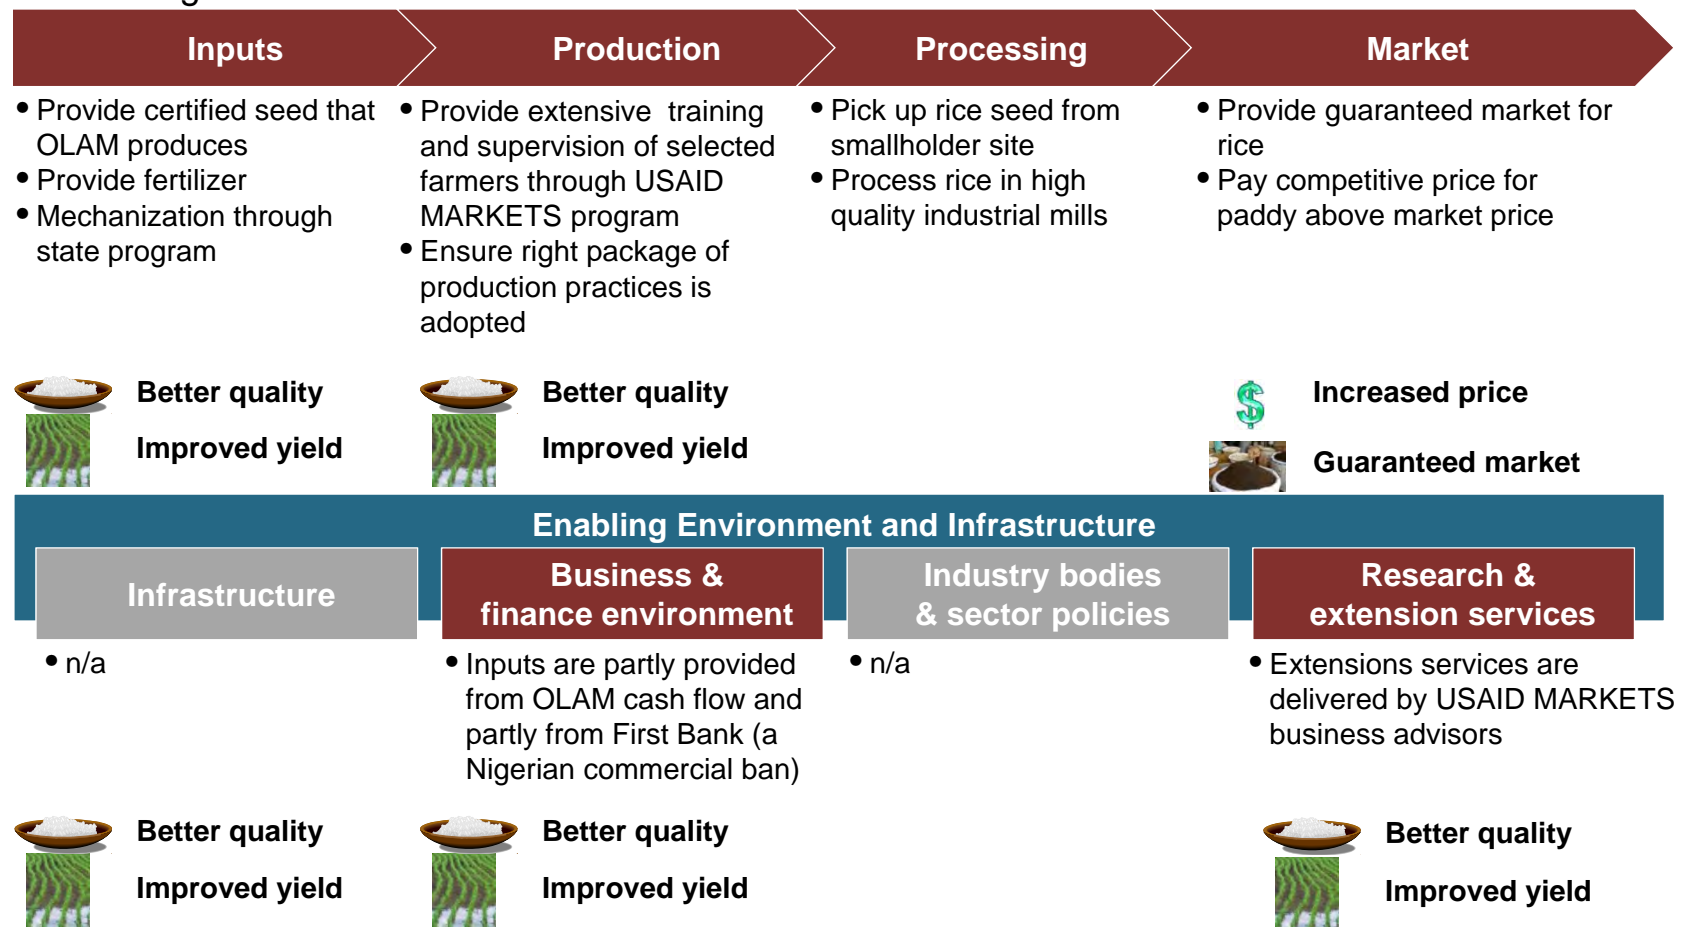 Inputs
Production
Processing
Market
• Provide certified seed that
OLAM produces
• Provide fertilizer
• Mechanization through
state program
• Provide extensive training
and supervision of selected
farmers through USAID
MARKETS program
• Ensure right package of
production practices is
adopted
• Pick up rice seed from
smallholder site
• Process rice in high
quality industrial mills
• Provide guaranteed market for
rice
• Pay competitive price for
paddy above market price
Better quality
Improved yield
Better quality
Improved yield
Increased price
Guaranteed market
Enabling Environment and Infrastructure
Infrastructure
Business &
finance environment
Industry bodies
& sector policies
Research &
extension services
• n/a
• Inputs are partly provided
from OLAM cash flow and
partly from First Bank (a
Nigerian commercial ban)
• n/a
• Extensions services are
delivered by USAID MARKETS
business advisors
Better quality
Improved yield
Better quality
Improved yield
Better quality
Improved yield